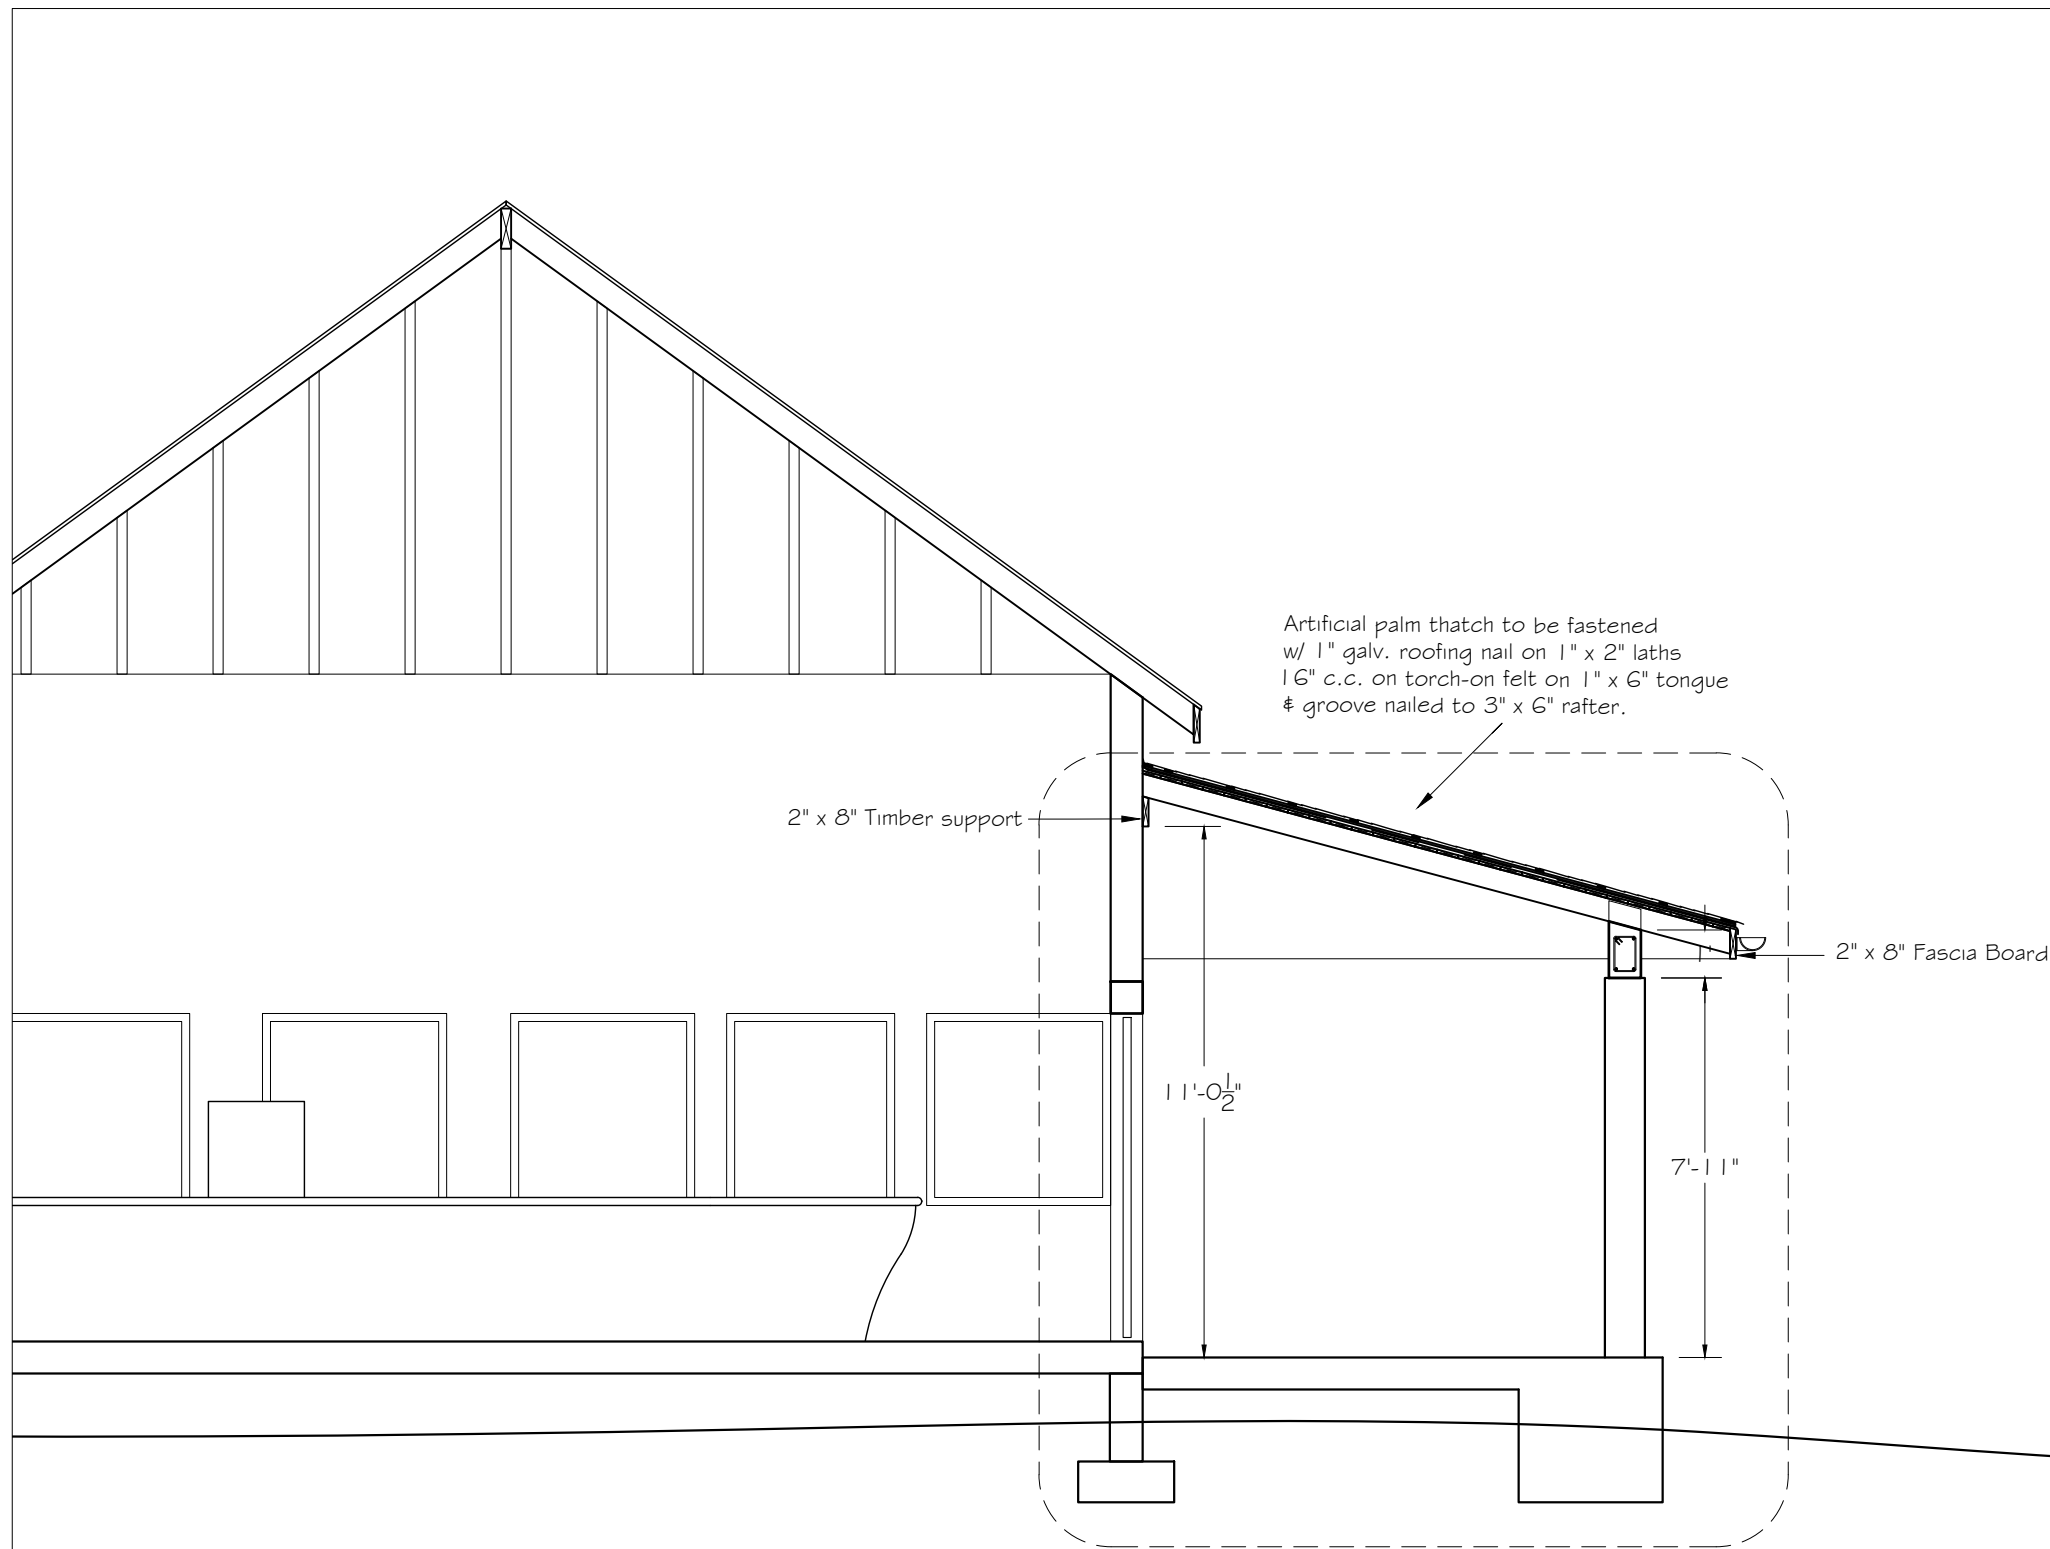 Artificial palm thatch to be fastened
w/ 1" galv. roofing nail on 1" x 2" laths
16" c.c. on torch-on felt on 1" x 6" tongue
& groove nailed to 3" x 6" rafter.
2" x 8" Timber support
2" x 8" Fascia Board
11'-0 1/2"
7'-11"